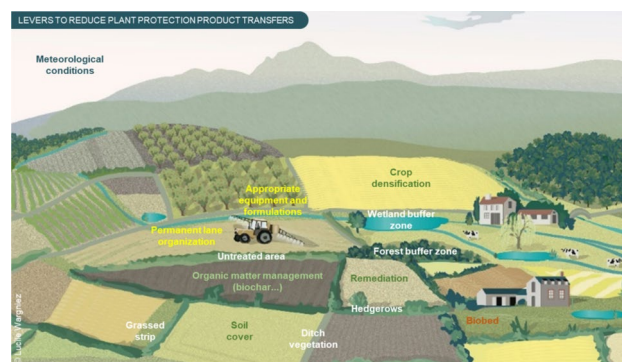 LEVERS TO REDUCE PLANT PROTECTION PRODUCT TRANSFERS
Meteorological
conditions
Crop
densification
Appropriate
equipment and
formulations
Wetland buffer
zone
Permanent lane
organization
Untreated area
Forest buffer zone
Organic matter management
(biochar...)
Remediation
Hedgerows
Grassed
strip
Soil
cover
Ditch
vegetation
Biobed
© Lucile Wargniez